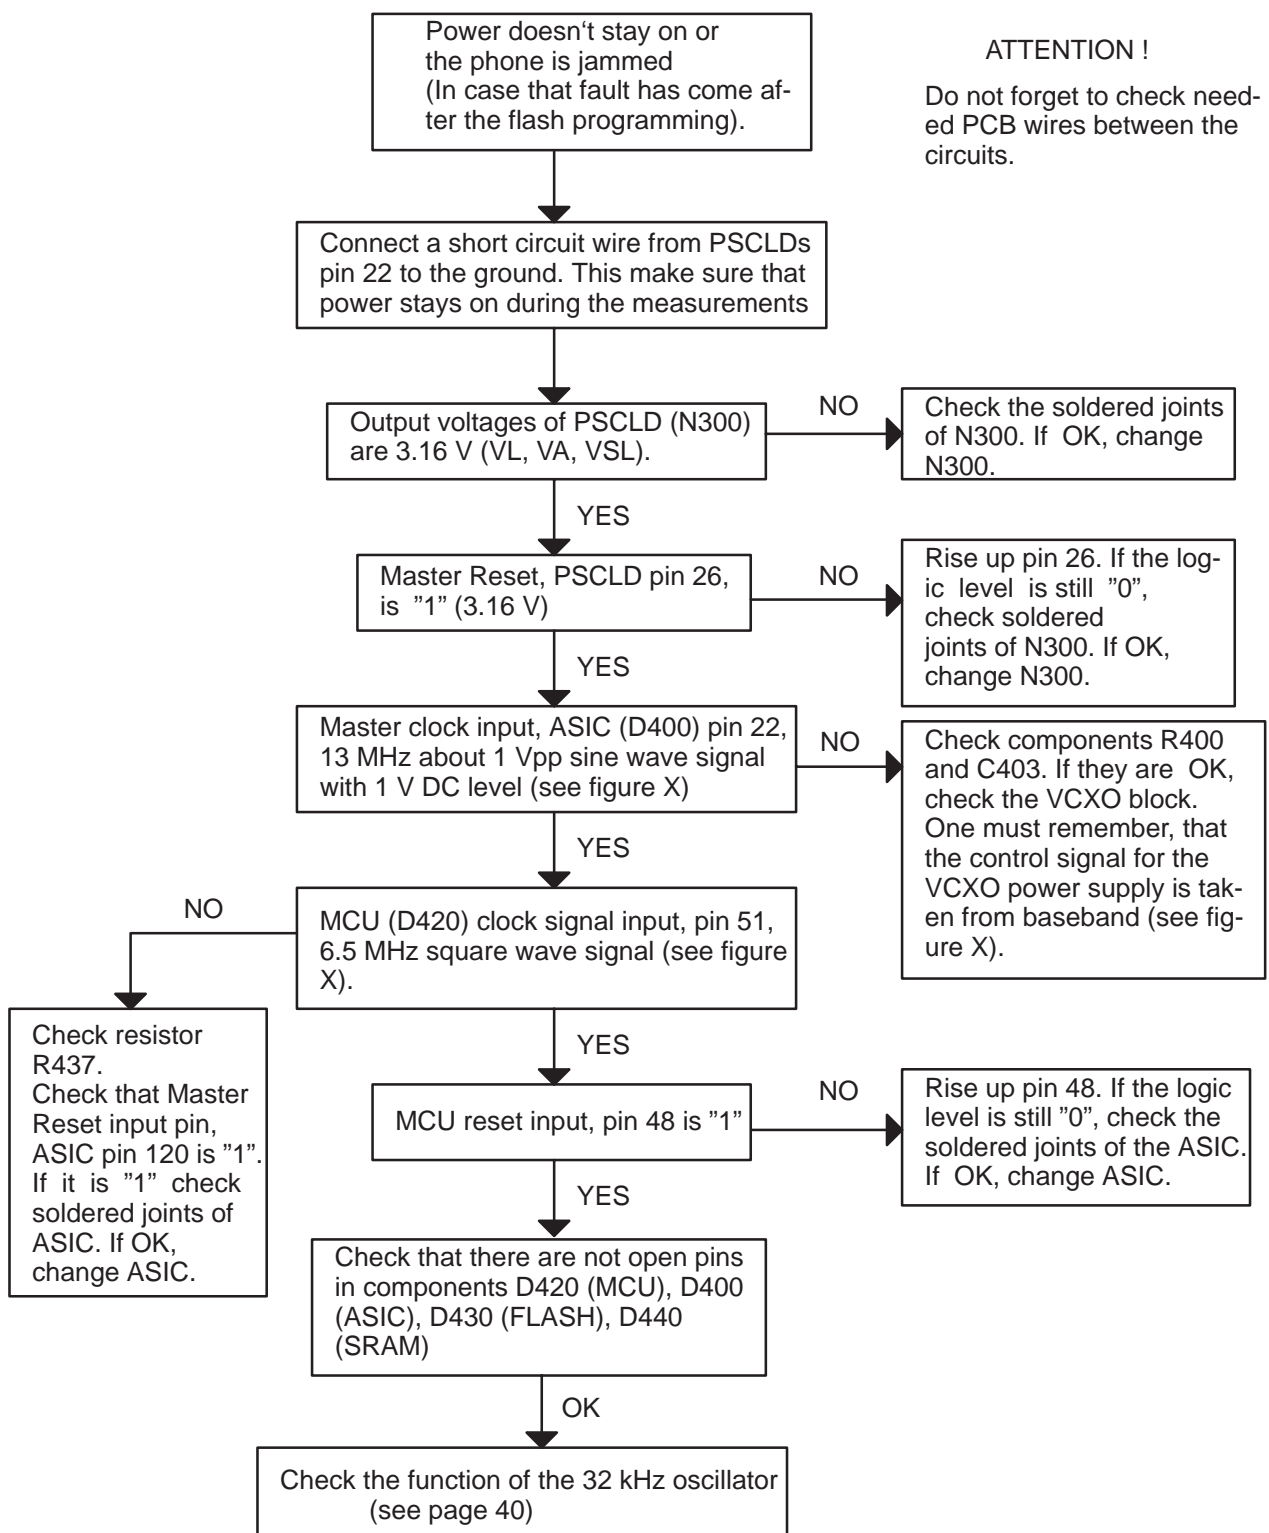 Power doesn‘t stay on or
the phone is jammed
(In case that fault has come af-
ter the flash programming).
ATTENTION !
Do not forget to check need-
ed PCB wires between the
circuits.
Connect a short circuit wire from PSCLDs
pin 22 to the ground. This make sure that
power stays on during the measurements
Output voltages of PSCLD (N300)
are 3.16 V (VL, VA, VSL).
NO
Check the soldered joints
of N300. If OK, change
N300.
YES
Master Reset, PSCLD pin 26,
is ”1” (3.16 V)
NO
Rise up pin 26. If the log-
ic level is still ”0”,
check soldered
joints of N300. If OK,
change N300.
YES
Master clock input, ASIC (D400) pin 22,
13 MHz about 1 Vpp sine wave signal
with 1 V DC level (see figure X)
NO
Check components R400
and C403. If they are OK,
check the VCXO block.
One must remember, that
the control signal for the
VCXO power supply is tak-
en from baseband (see fig-
ure X).
YES
MCU (D420) clock signal input, pin 51,
6.5 MHz square wave signal (see figure
X).
NO
Check resistor
R437.
Check that Master
Reset input pin,
ASIC pin 120 is ”1”.
If it is ”1” check
soldered joints of
ASIC. If OK,
change ASIC.
YES
MCU reset input, pin 48 is ”1”
NO
Rise up pin 48. If the logic
level is still ”0”, check the
soldered joints of the ASIC.
If OK, change ASIC.
YES
Check that there are not open pins
in components D420 (MCU), D400
(ASIC), D430 (FLASH), D440
(SRAM)
OK
Check the function of the 32 kHz oscillator
(see page 40)